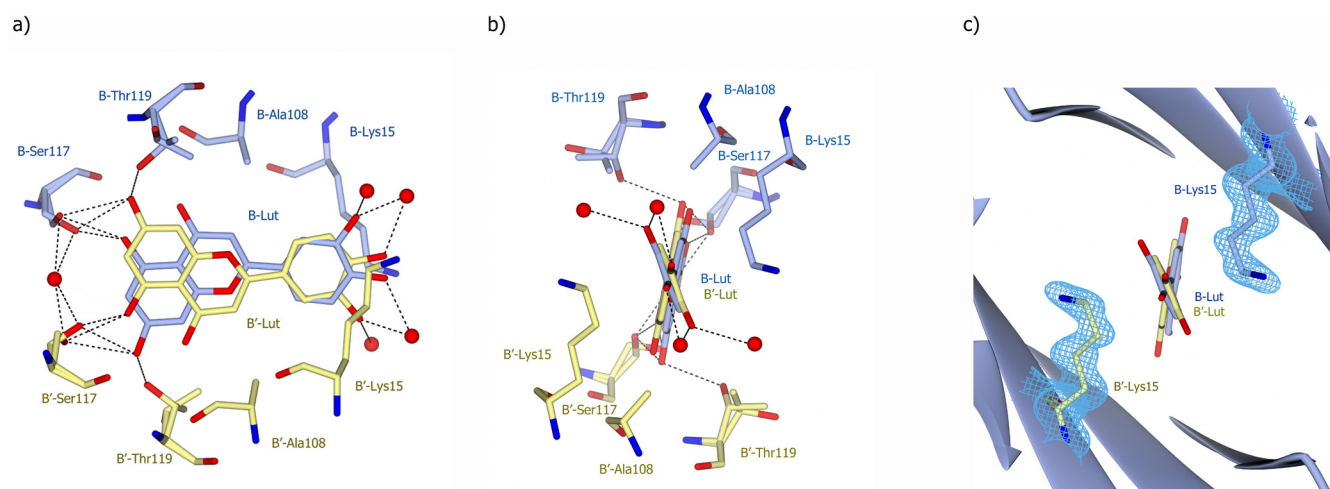 a)
B-Thr119
B-Ala108
B-Lys15
B-Ser117
B-Lut
B′-Lut
B′-Lys15
B′-Ser117
B′-Ala108
B′-Thr119
b)
B-Thr119
B-Ala108
B-Lys15
B-Ser117
B-Lut
B′-Lut
B′-Lys15
B′-Ser117
B′-Thr119
B′-Ala108
c)
B-Lys15
B-Lut
B′-Lut
B′-Lys15